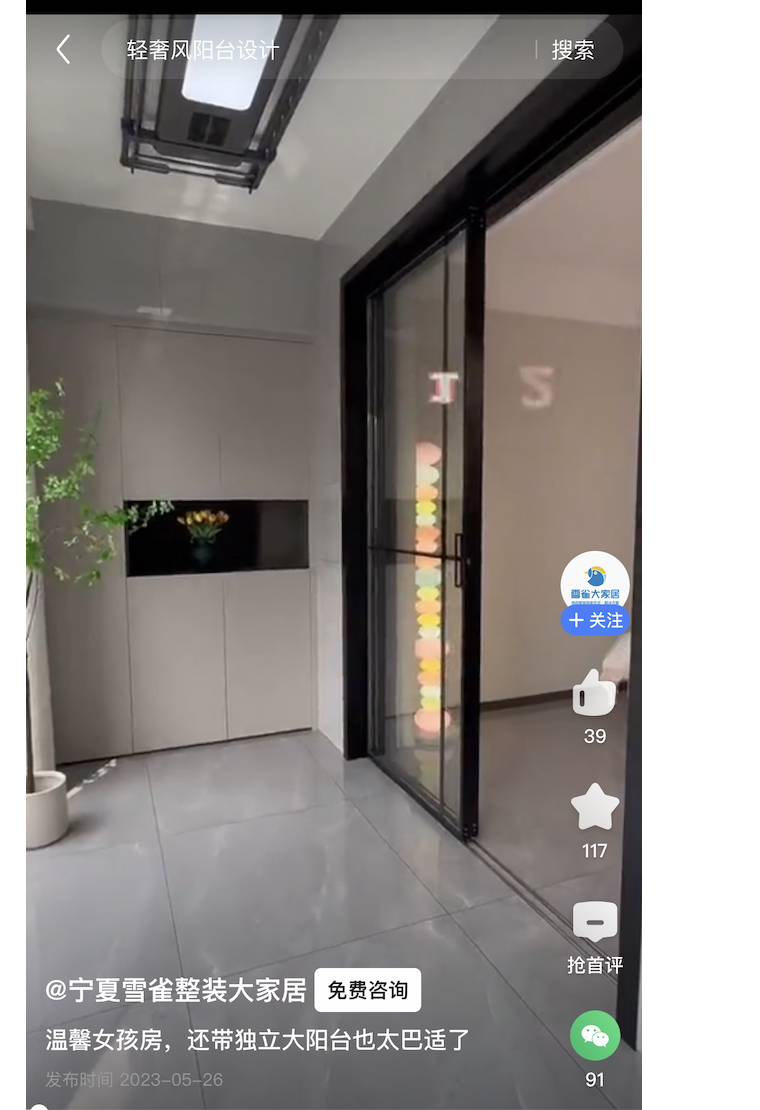 轻奢风阳台设计
搜索
雪雀大家居
关注
39
117
抢首评
@宁夏雪雀整装大家居
免费咨询
温馨女孩房，还带独立大阳台也太巴适了
发布时间 2023-05-26
91